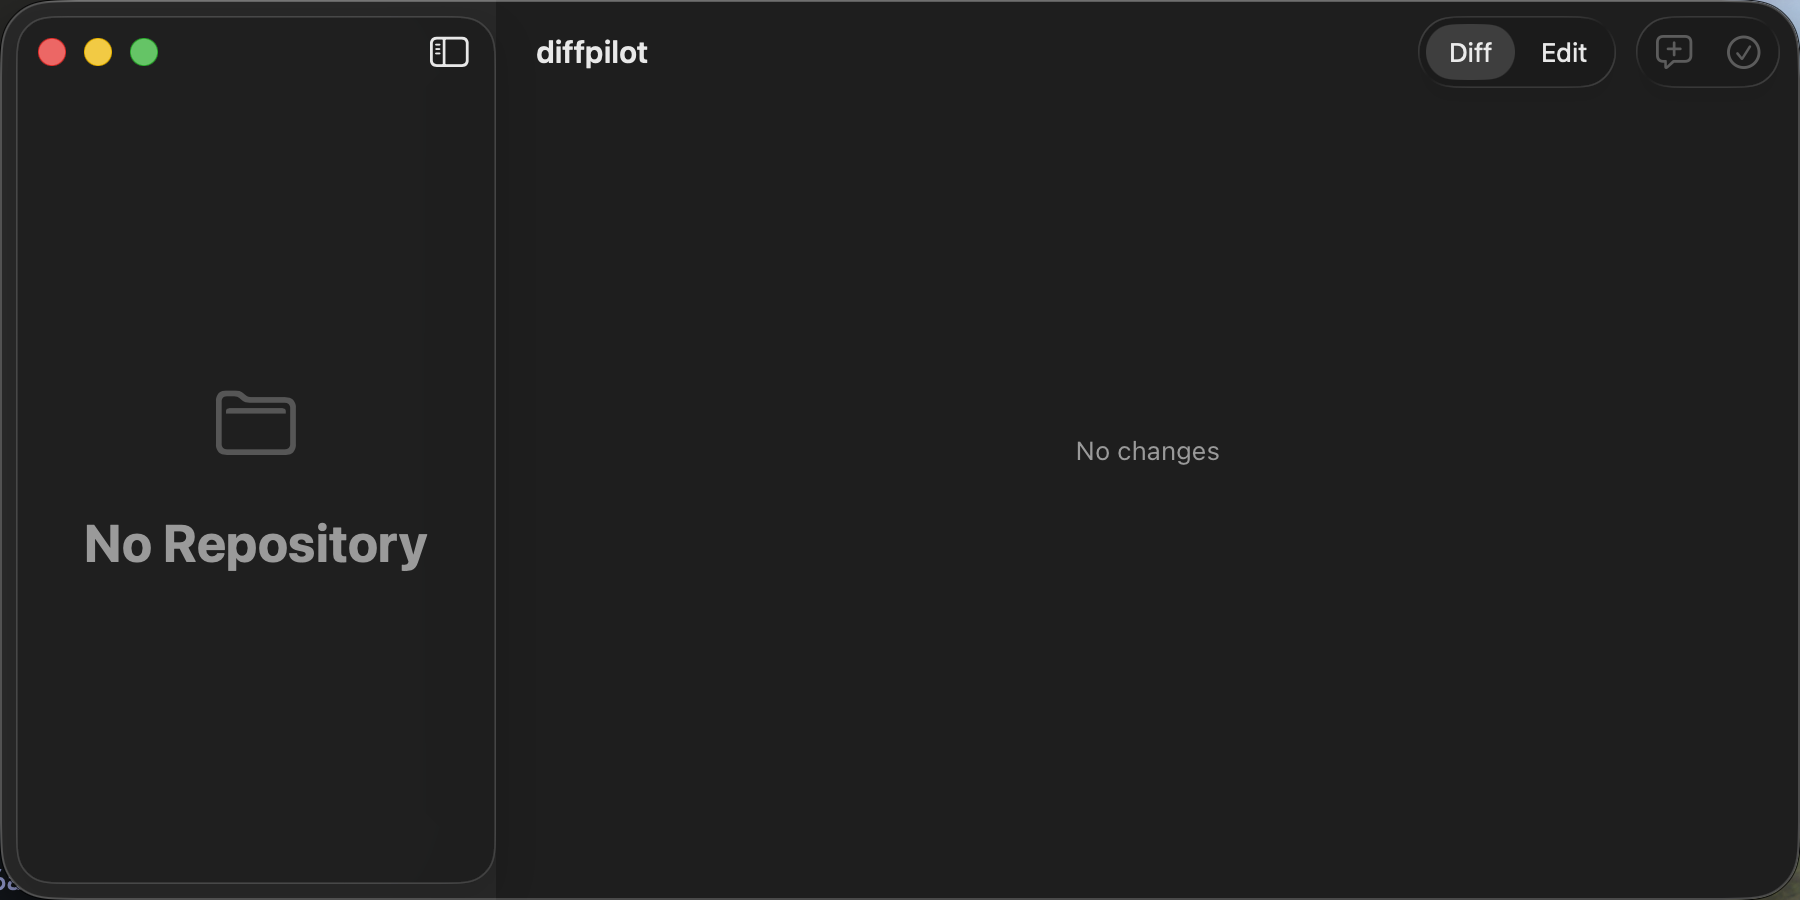 diffpilot
Diff
Edit
No Repository
No changes